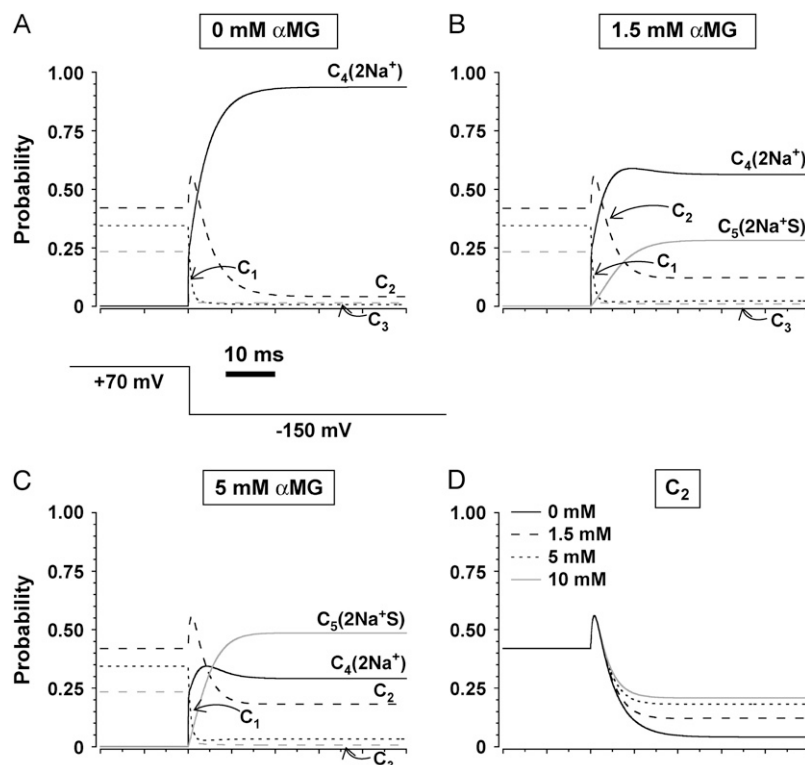 A
0 mM αMG
1.00
0.75
0.50
0.25
0
Probability
C4(2Na+)
C1
C2
C3
10 ms
+70 mV
-150 mV
B
1.5 mM αMG
1.00
0.75
0.50
0.25
0
C4(2Na+)
C2
C5(2Na+S)
C1
C3
C
5 mM αMG
1.00
0.75
0.50
0.25
0
Probability
C5(2Na+S)
C4(2Na+)
C2
C1
D
C2
1.00
0.75
0.50
0.25
0
0 mM
1.5 mM
5 mM
10 mM